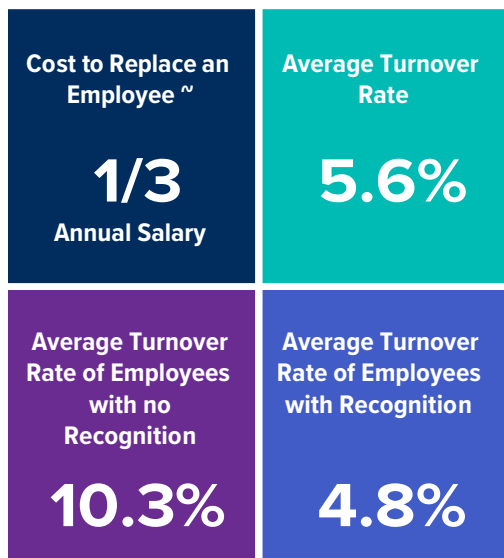 Cost to Replace an
Employee ~
1/3
Annual Salary
Average Turnover
Rate
5.6%
Average Turnover
Rate of Employees
with no
Recognition
10.3%
Average Turnover
Rate of Employees
with Recognition
4.8%